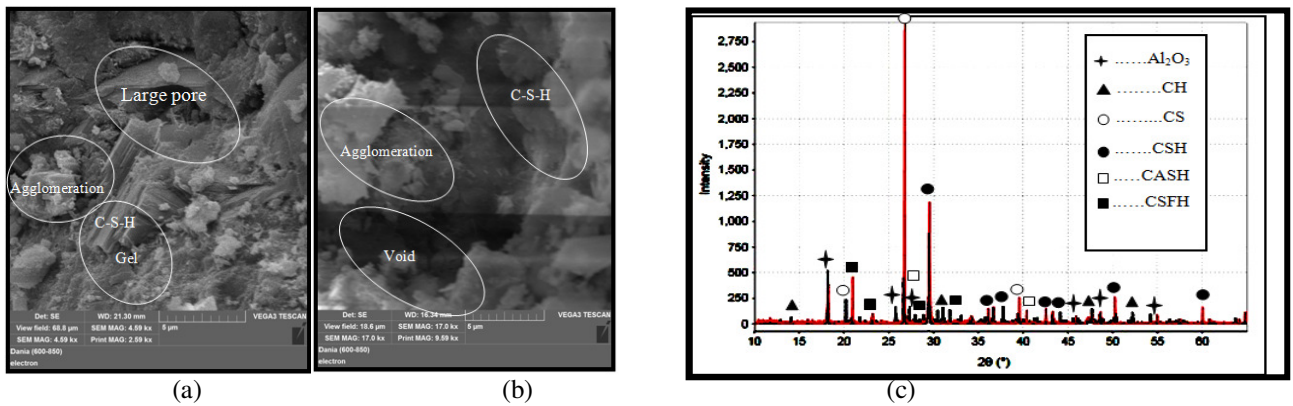 Large pore
Agglomeration
C-S-H
Gel
Det: SE WD: 21.30 mm VEGA3 TESCAN
View field: 68.8 µm SEM MAG: 4.59 kx 5 µm
SEM MAG: 4.59 kx Print MAG: 2.59 kx
Dania (600-850)
electron
(a)
C-S-H
Agglomeration
Void
Det: SE WD: 16.34 mm VEGA3 TESCAN
View field: 18.6 µm SEM MAG: 17.0 kx 5 µm
SEM MAG: 17.0 kx Print MAG: 9.59 kx
Dania (600-850)
electron
(b)
Intensity
2,750
2,500
2,250
2,000
1,750
1,500
1,250
1,000
750
500
250
0
10 15 20 25 30 35 40 45 50 55 60
2θ (°)
......Al₂O₃
.......CH
........CS
.......CSH
......CASH
......CSFH
(c)